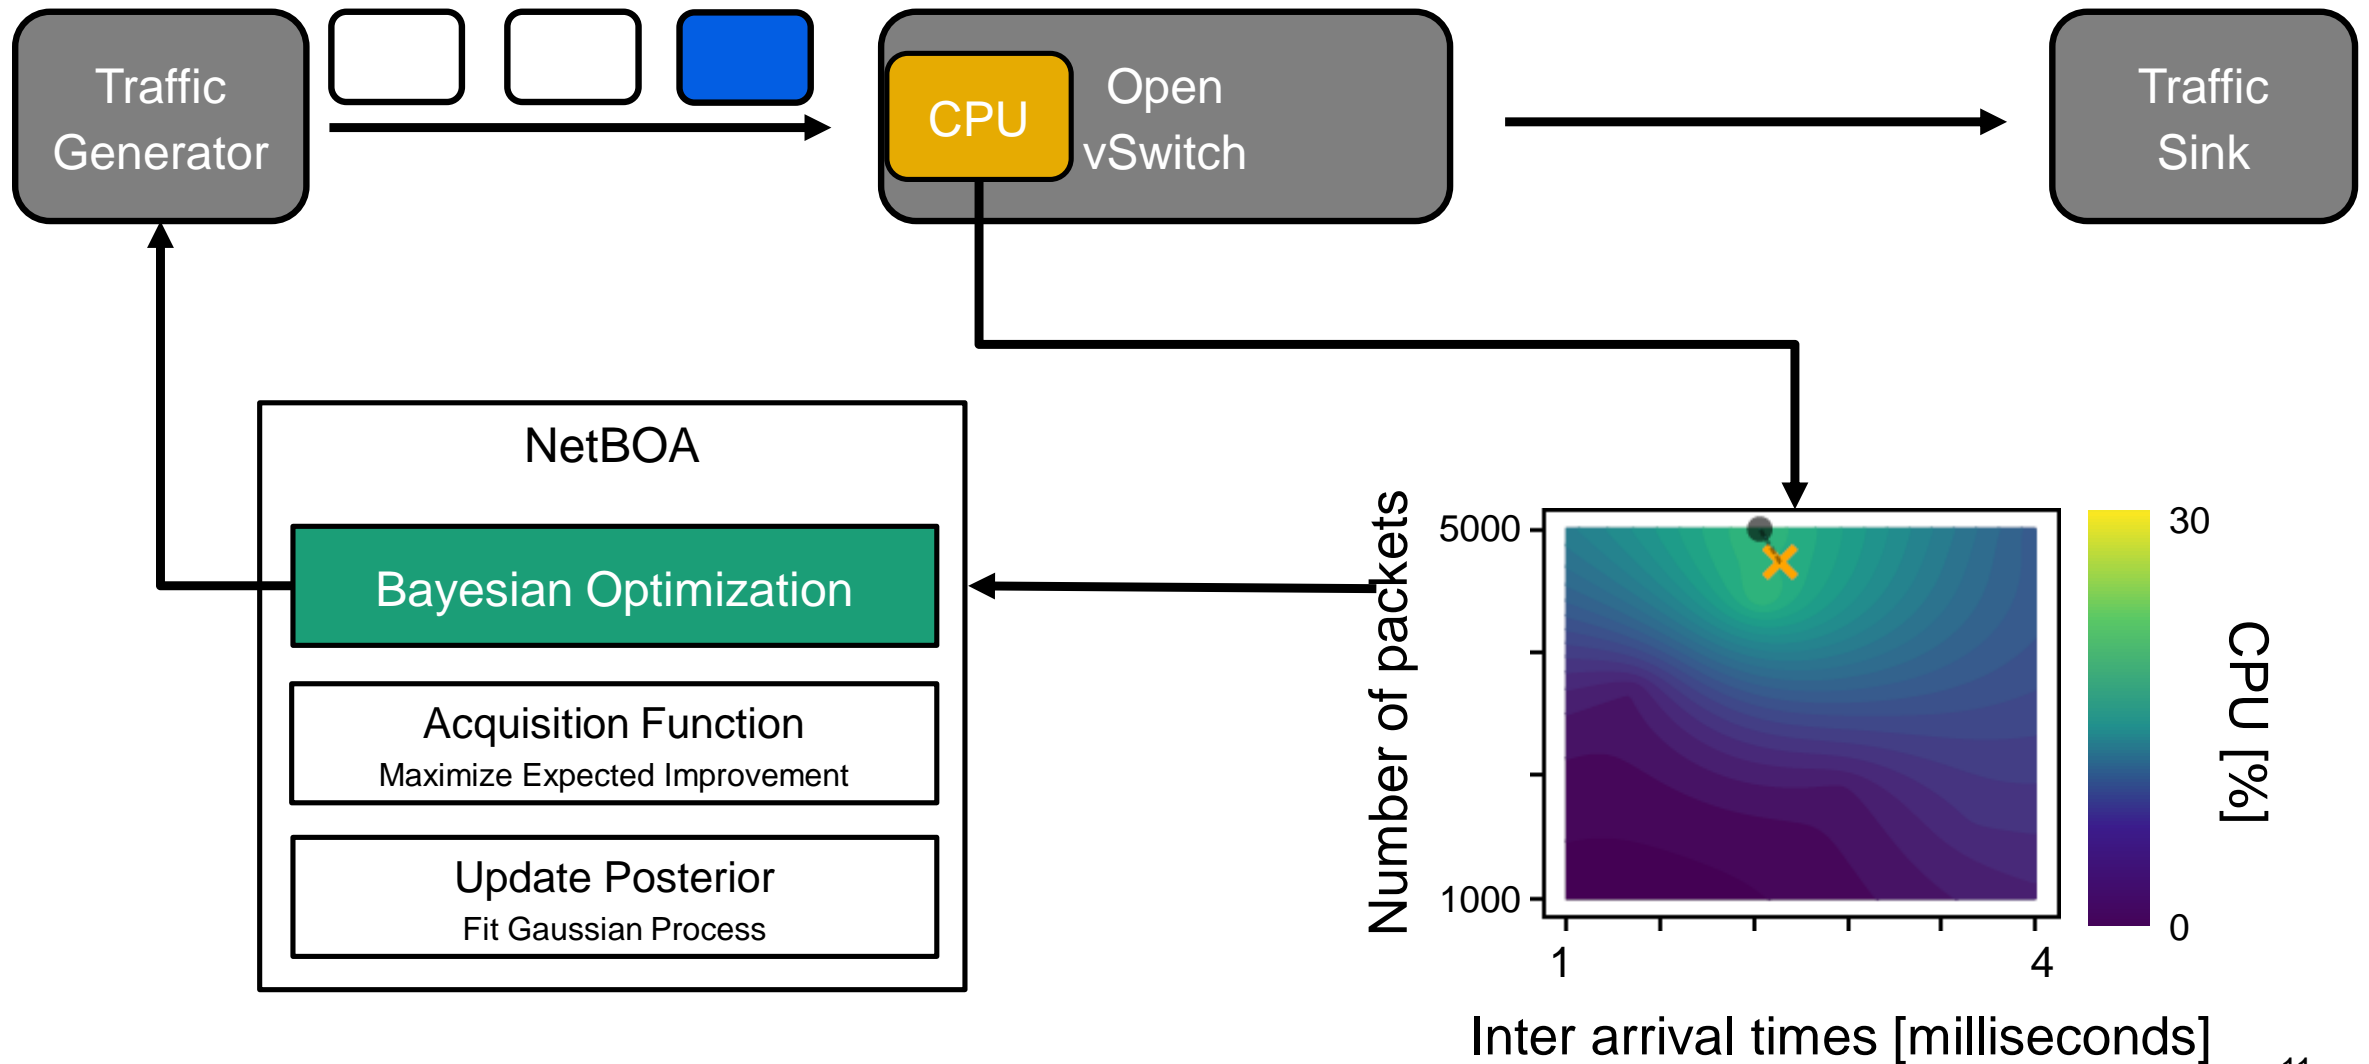 Traffic
Generator
CPU
Open
vSwitch
Traffic
Sink
NetBOA
Bayesian Optimization
Acquisition Function
Maximize Expected Improvement
Update Posterior
Fit Gaussian Process
Number of packets
5000
1000
1
4
Inter arrival times [milliseconds]
30
0
CPU [%]